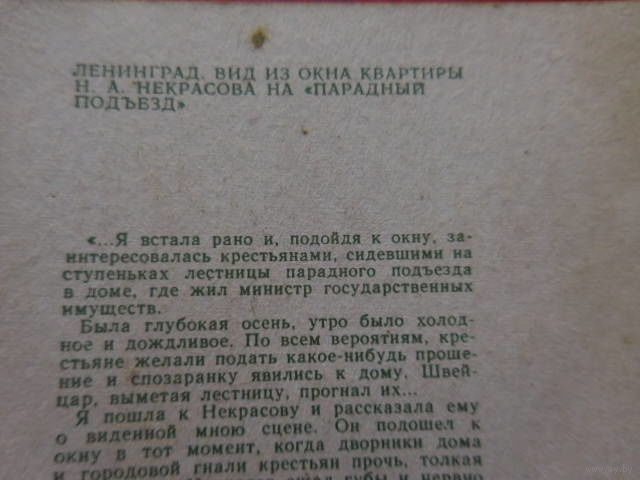 ЛЕНИНГРАД. ВИД ИЗ ОКНА КВАРТИРЫ
Н. А. НЕКРАСОВА НА «ПАРАДНЫЙ
ПОДЪЕЗД»
«...Я встала рано и, подойдя к окну, за-
интересовалась крестьянами, сидевшими на
ступеньках лестницы парадного подъезда
в доме, где жил министр государственных
имуществ.
Была глубокая осень, утро было холод-
ное и дождливое. По всем вероятиям, кре-
стьяне желали подать какое-нибудь проше-
ние и спозаранку явились к дому. Швей-
цар, выметая лестницу, прогнал их...
Я пошла к Некрасову и рассказала ему
о виденной мною сцене. Он подошел к
окну в тот момент, когда дворники дома
и городовой гнали крестьян прочь, толкая
губы и нервно